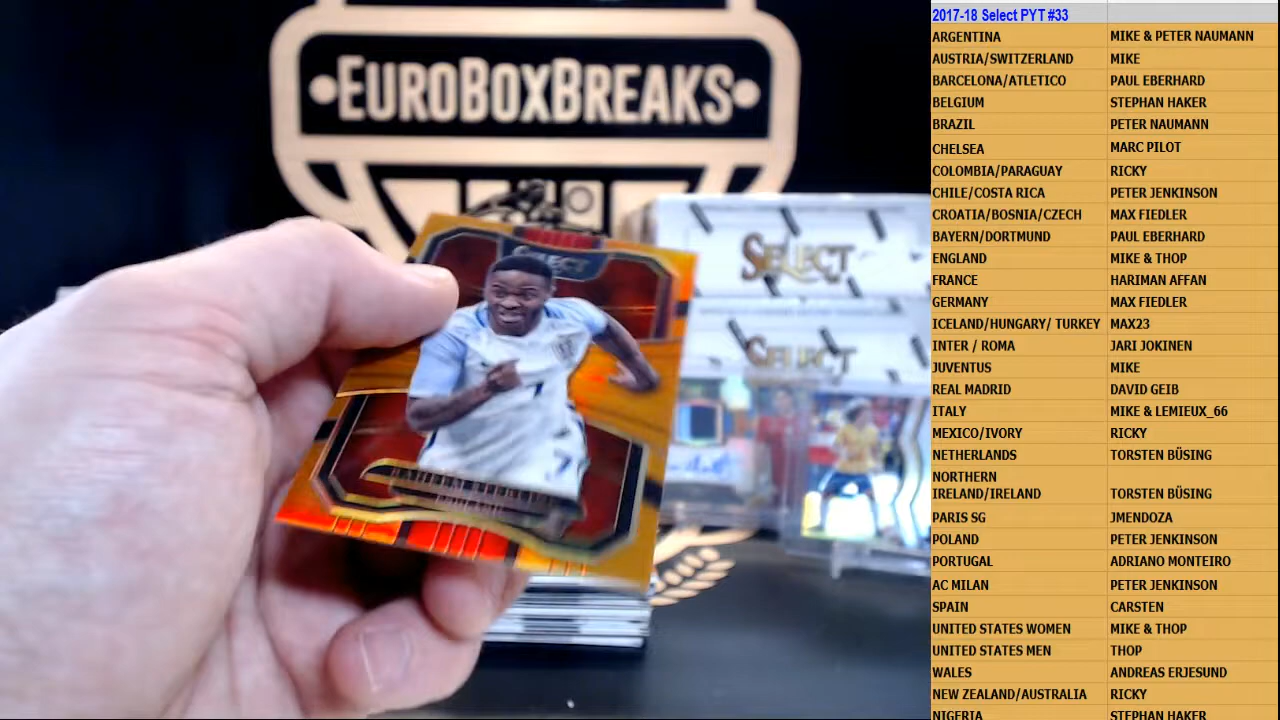 EUROBOXBREAKS
SELECT
SELECT
SELECT
7
7
2017-18 Select PYT #33
ARGENTINA MIKE & PETER NAUMANN
AUSTRIA/SWITZERLAND MIKE
BARCELONA/ATLETICO PAUL EBERHARD
BELGIUM STEPHAN HAKER
BRAZIL PETER NAUMANN
CHELSEA MARC PILOT
COLOMBIA/PARAGUAY RICKY
CHILE/COSTA RICA PETER JENKINSON
CROATIA/BOSNIA/CZECH MAX FIEDLER
BAYERN/DORTMUND PAUL EBERHARD
ENGLAND MIKE & THOP
FRANCE HARIMAN AFFAN
GERMANY MAX FIEDLER
ICELAND/HUNGARY/ TURKEY MAX23
INTER / ROMA JARI JOKINEN
JUVENTUS MIKE
REAL MADRID DAVID GEIB
ITALY MIKE & LEMIEUX_66
MEXICO/IVORY RICKY
NETHERLANDS TORSTEN BÜSING
NORTHERN
IRELAND/IRELAND TORSTEN BÜSING
PARIS SG JMENDOZA
POLAND PETER JENKINSON
PORTUGAL ADRIANO MONTEIRO
AC MILAN PETER JENKINSON
SPAIN CARSTEN
UNITED STATES WOMEN MIKE & THOP
UNITED STATES MEN THOP
WALES ANDREAS ERJESUND
NEW ZEALAND/AUSTRALIA RICKY
NIGERIA STEPHAN HAKER